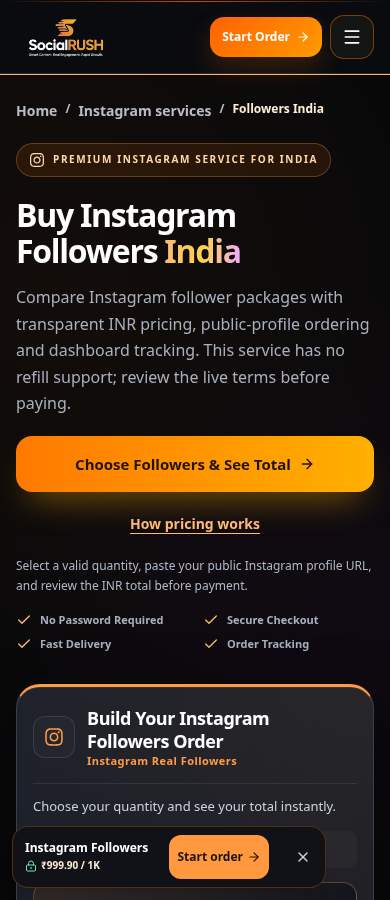 SocialRUSH
Start Order
Home / Instagram services / Followers India
PREMIUM INSTAGRAM SERVICE FOR INDIA
Buy Instagram
Followers India
Compare Instagram follower packages with
transparent INR pricing, public-profile ordering
and dashboard tracking. This service has no
refill support; review the live terms before
paying.
Choose Followers & See Total
How pricing works
Select a valid quantity, paste your public Instagram profile URL,
and review the INR total before payment.
No Password Required
Secure Checkout
Fast Delivery
Order Tracking
Build Your Instagram
Followers Order
Instagram Real Followers
Choose your quantity and see your total instantly.
Instagram Followers
₹999.90 / 1K
Start order